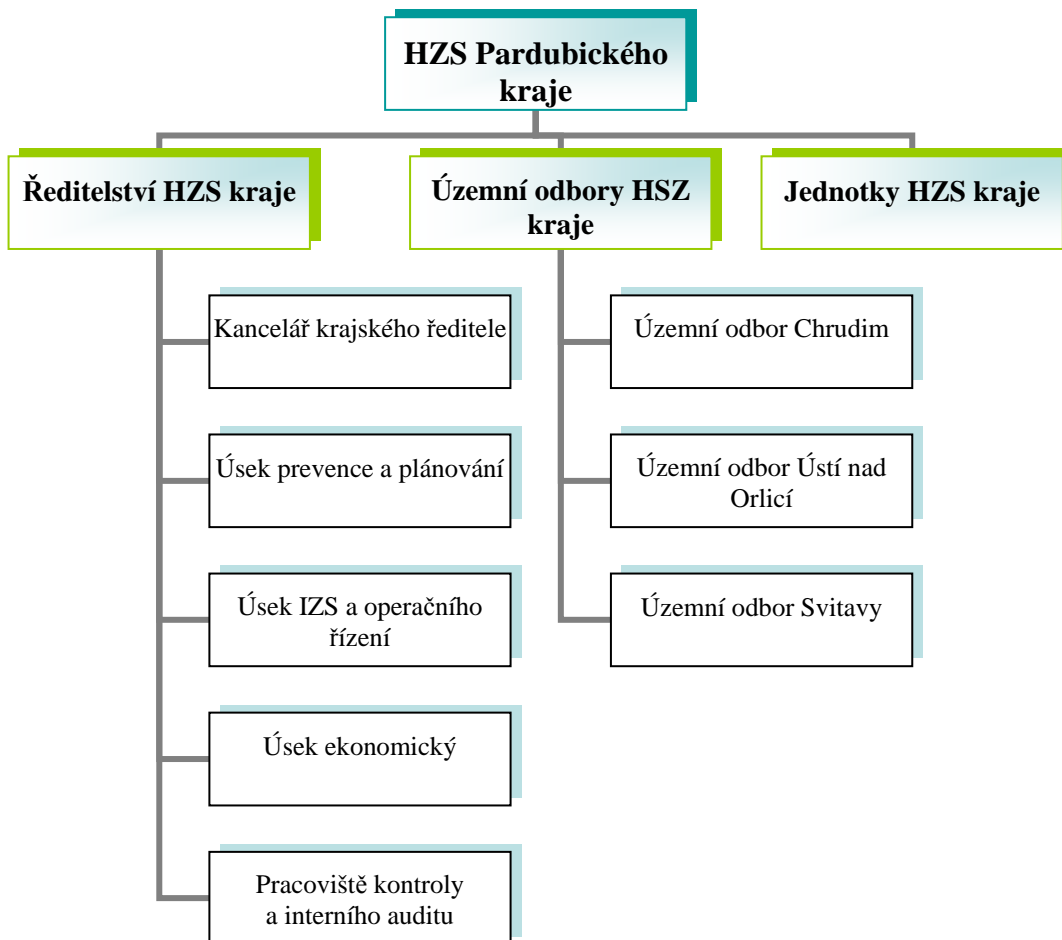 HZS Pardubického
kraje
Ředitelství HZS kraje
Územní odbory HSZ
kraje
Jednotky HZS kraje
Kancelář krajského ředitele
Úsek prevence a plánování
Úsek IZS a operačního
řízení
Úsek ekonomický
Pracoviště kontroly
a interního auditu
Územní odbor Chrudim
Územní odbor Ústí nad
Orlicí
Územní odbor Svitavy